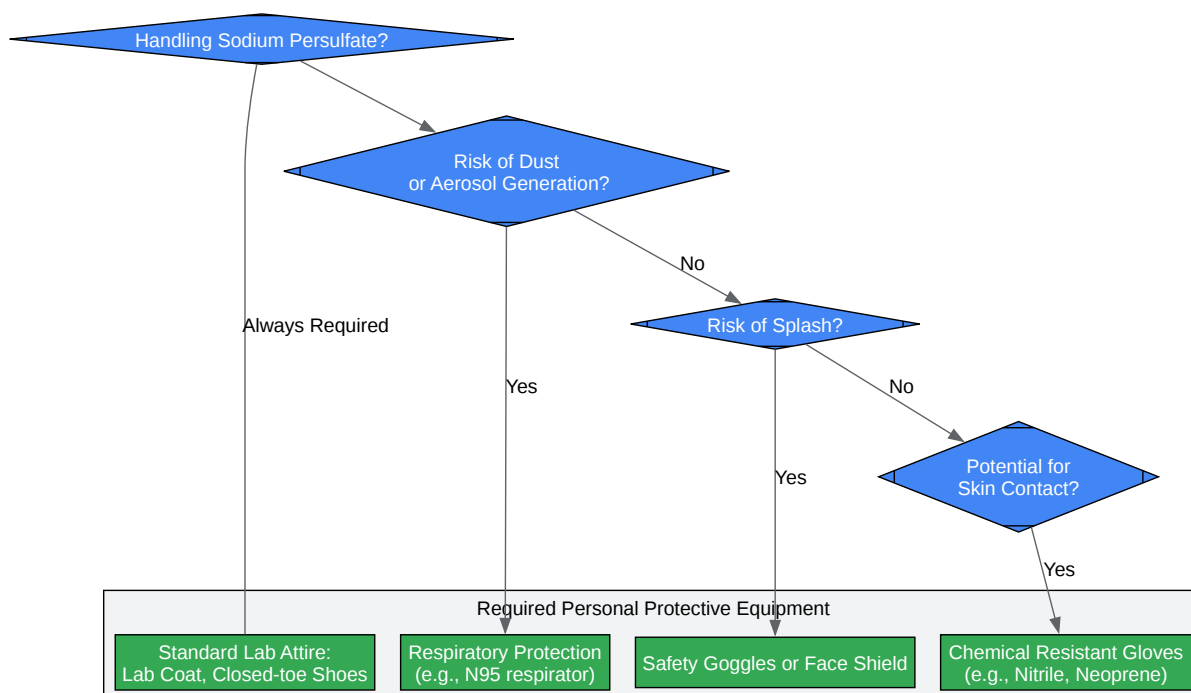 Handling Sodium Persulfate?
Risk of Dust
or Aerosol Generation?
No
Risk of Splash?
Always Required
Yes
No
Potential for
Skin Contact?
Yes
Yes
Required Personal Protective Equipment
Standard Lab Attire:
Lab Coat, Closed-toe Shoes
Respiratory Protection
(e.g., N95 respirator)
Safety Goggles or Face Shield
Chemical Resistant Gloves
(e.g., Nitrile, Neoprene)